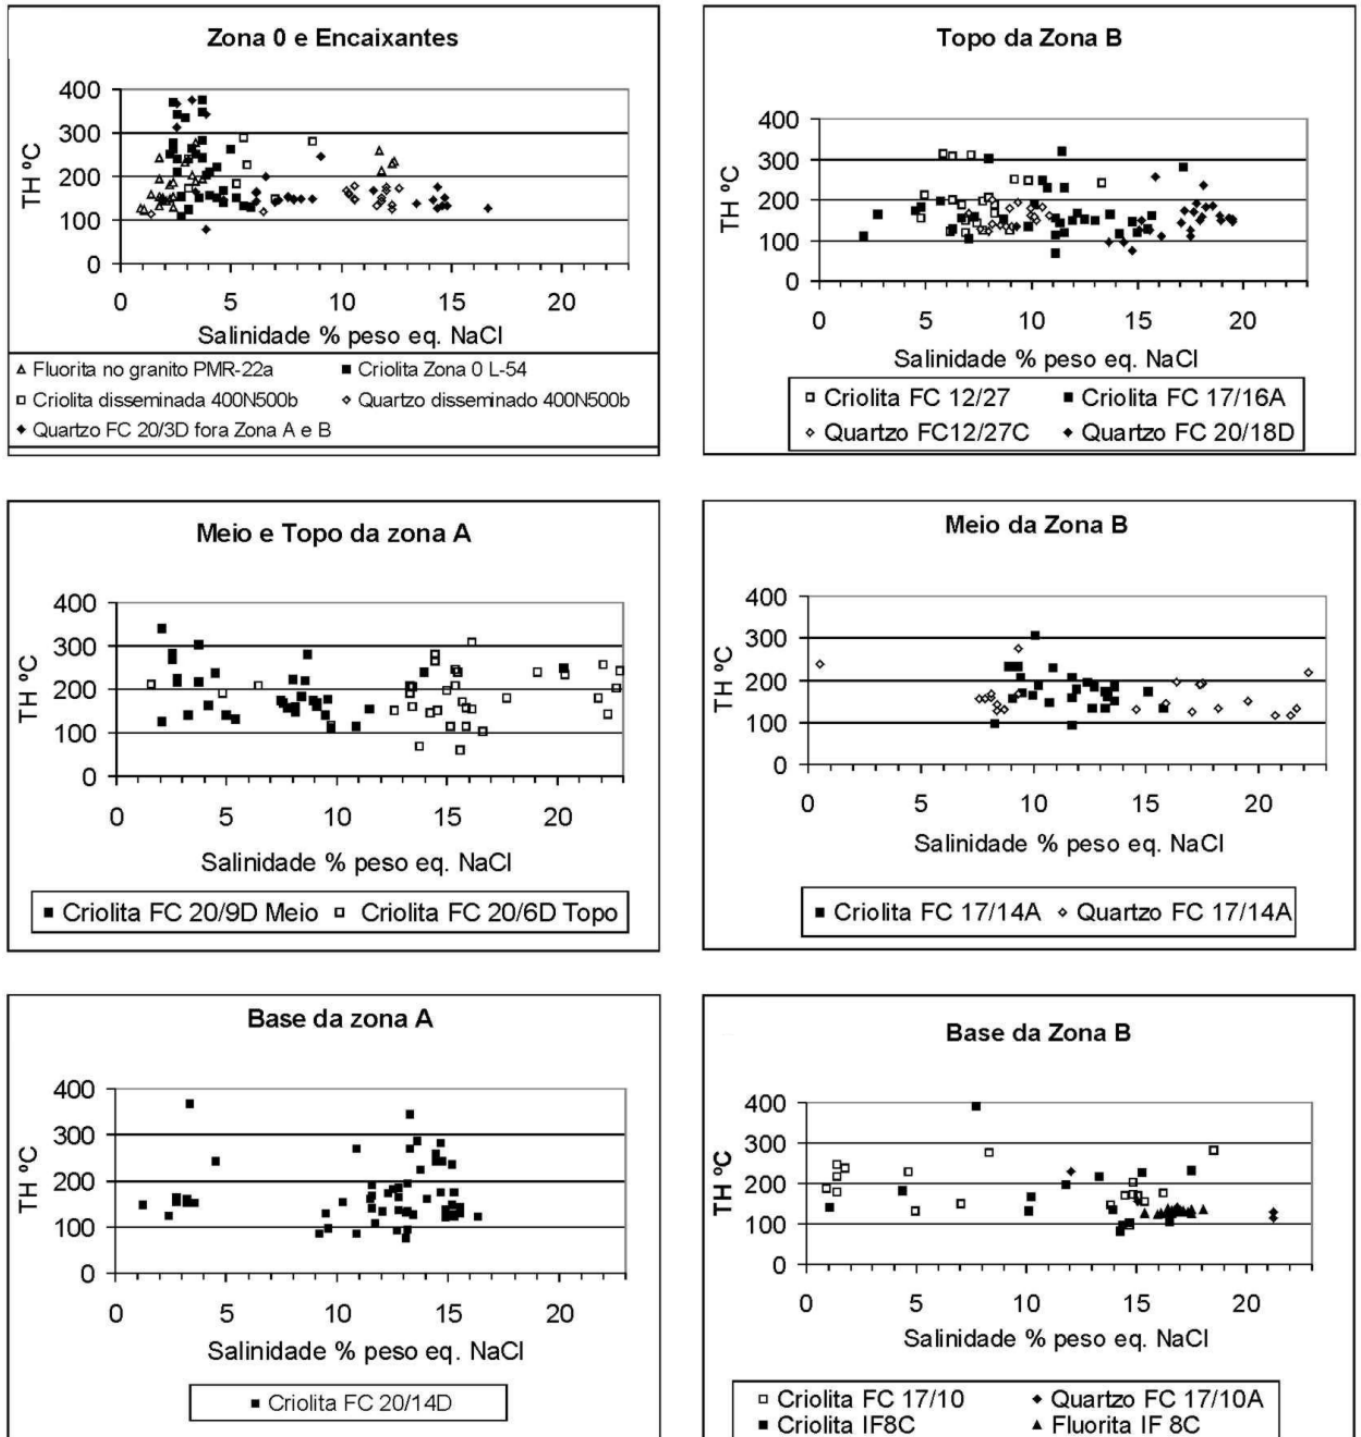 Zona 0 e Encaixantes
400
300
200
100
0
TH ºC
0 5 10 15 20
Salinidade % peso eq. NaCl
Fluorita no granito PMR-22a Criolita Zona 0 L-54
Criolita disseminada 400N500b Quartzo disseminado 400N500b
Quartzo FC 20/3D fora Zona A e B
Topo da Zona B
400
300
200
100
0
TH ºC
0 5 10 15 20
Salinidade % peso eq. NaCl
Criolita FC 12/27 Criolita FC 17/16A
Quartzo FC12/27C Quartzo FC 20/18D
Meio e Topo da zona A
400
300
200
100
0
TH ºC
0 5 10 15 20
Salinidade % peso eq. NaCl
Criolita FC 20/9D Meio Criolita FC 20/6D Topo
Meio da Zona B
400
300
200
100
0
TH ºC
0 5 10 15 20
Salinidade % peso eq. NaCl
Criolita FC 17/14A Quartzo FC 17/14A
Base da zona A
400
300
200
100
0
TH ºC
0 5 10 15 20
Salinidade % peso eq. NaCl
Criolita FC 20/14D
Base da Zona B
400
300
200
100
0
TH ºC
0 5 10 15 20
Salinidade % peso eq. NaCl
Criolita FC 17/10 Quartzo FC 17/10A
Criolita IF8C Fluorita IF 8C